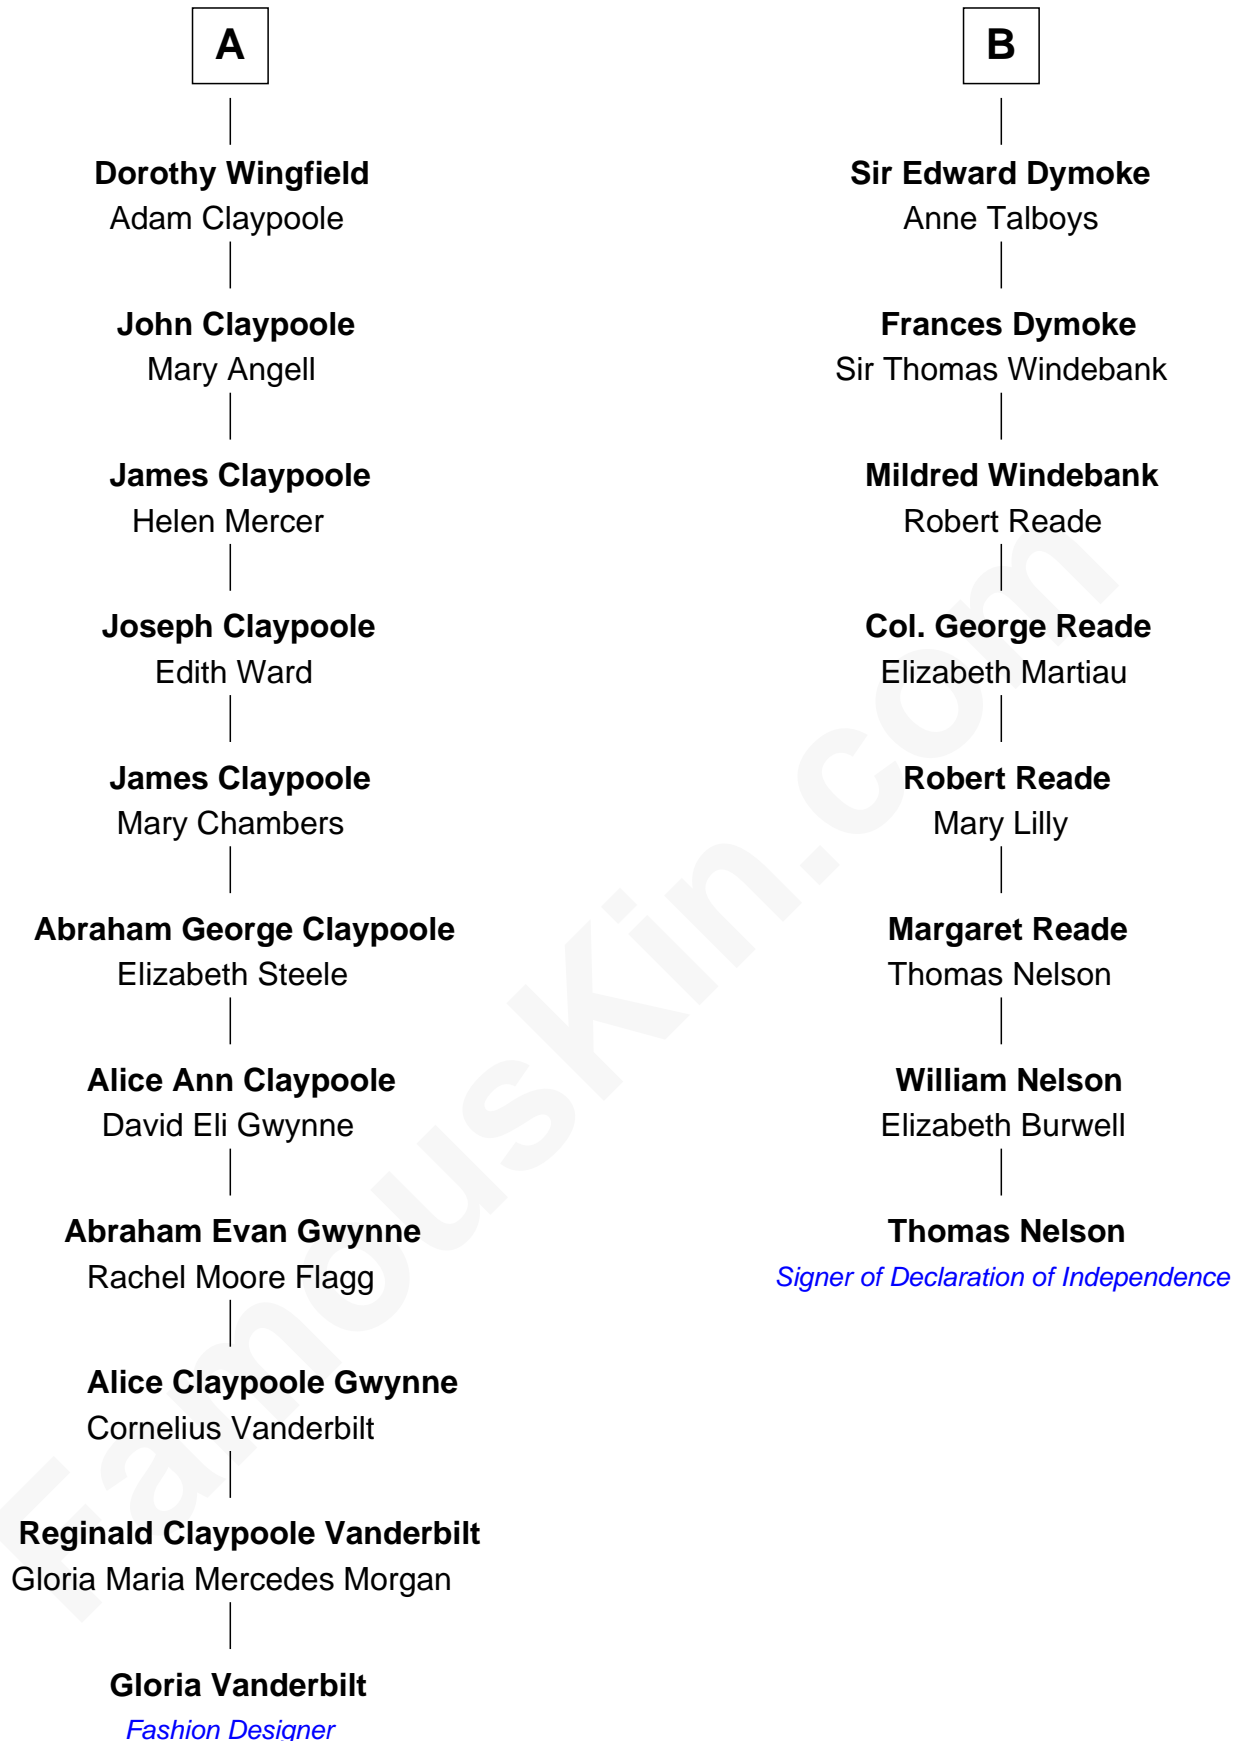 A
Dorothy Wingfield
Adam Claypoole
John Claypoole
Mary Angell
James Claypoole
Helen Mercer
Joseph Claypoole
Edith Ward
James Claypoole
Mary Chambers
Abraham George Claypoole
Elizabeth Steele
Alice Ann Claypoole
David Eli Gwynne
Abraham Evan Gwynne
Rachel Moore Flagg
Alice Claypoole Gwynne
Cornelius Vanderbilt
Reginald Claypoole Vanderbilt
Gloria Maria Mercedes Morgan
Gloria Vanderbilt
Fashion Designer
B
Sir Edward Dymoke
Anne Talboys
Frances Dymoke
Sir Thomas Windebank
Mildred Windebank
Robert Reade
Col. George Reade
Elizabeth Martiau
Robert Reade
Mary Lilly
Margaret Reade
Thomas Nelson
William Nelson
Elizabeth Burwell
Thomas Nelson
Signer of Declaration of Independence
FamousKin.com